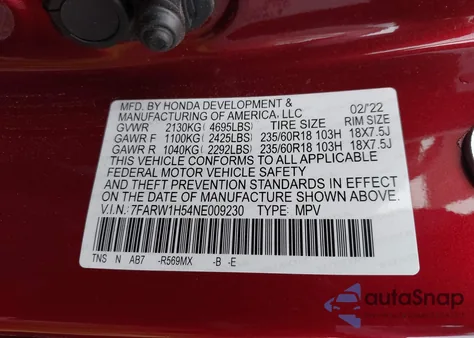 MFD. BY HONDA DEVELOPMENT &
MANUFACTURING OF AMERICA, LLC 02/'22
GVWR 2130KG( 4695LBS) TIRE SIZE RIM SIZE
GAWR F 1100KG( 2425LBS) 235/60R18 103H 18X7.5J
GAWR R 1040KG( 2292LBS) 235/60R18 103H 18X7.5J
THIS VEHICLE CONFORMS TO ALL APPLICABLE
FEDERAL MOTOR VEHICLE SAFETY
AND THEFT PREVENTION STANDARDS IN EFFECT
ON THE DATE OF MANUFACTURE SHOWN ABOVE.
V.I.N: 7FARW1H54NE009230 TYPE: MPV
TNS N AB7 -R569MX -B -E
autoSnap